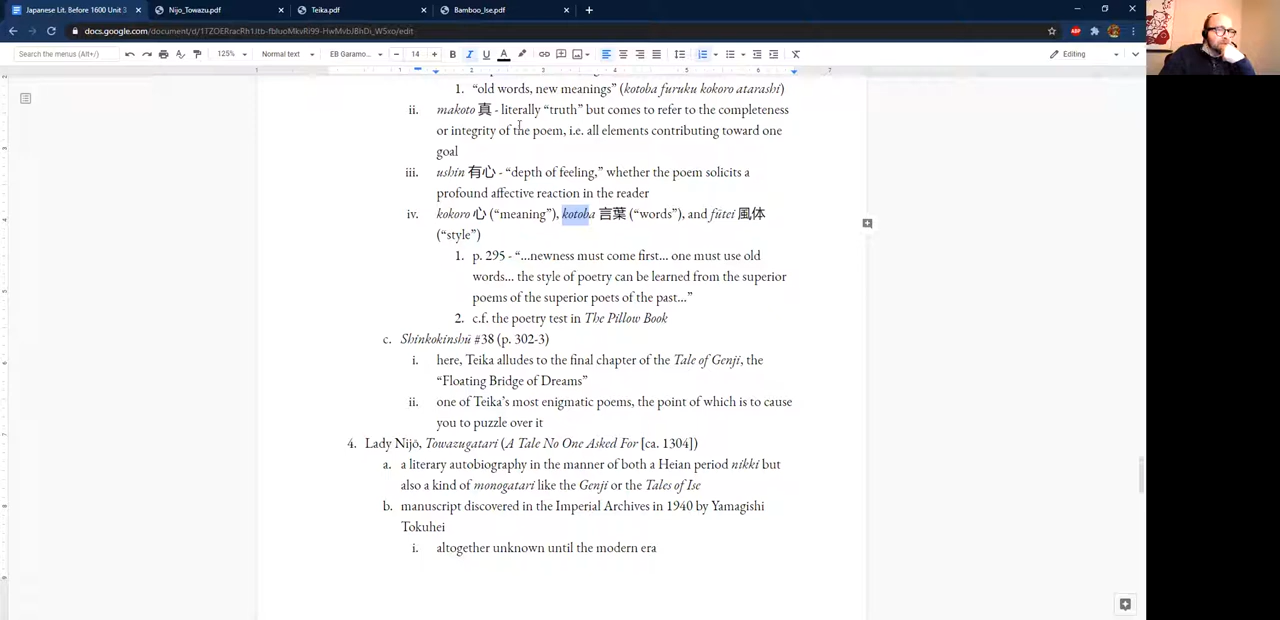 Japanese Lit. Before 1600 Unit 3
Nijo_Towazu.pdf
Teika.pdf
Bamboo_Ise.pdf
Search the menus (Alt+/)
125%
Normal text
EB Garamo...
14
Editing
1. “old words, new meanings” (kotoba furuku kokoro atarashi)
ii. makoto 真 - literally “truth” but comes to refer to the completeness
or integrity of the poem, i.e. all elements contributing toward one
goal
iii. ushin 有心 - “depth of feeling,” whether the poem solicits a
profound affective reaction in the reader
iv. kokoro 心 (“meaning”), kotoba 言葉 (“words”), and fūtei 風体
(“style”)
1. p. 295 - “...newness must come first... one must use old
words... the style of poetry can be learned from the superior
poems of the superior poets of the past...”
2. c.f. the poetry test in The Pillow Book
c. Shinkokinshū #38 (p. 302-3)
i. here, Teika alludes to the final chapter of the Tale of Genji, the
“Floating Bridge of Dreams”
ii. one of Teika’s most enigmatic poems, the point of which is to cause
you to puzzle over it
4. Lady Nijō, Towazugatari (A Tale No One Asked For [ca. 1304])
a. a literary autobiography in the manner of both a Heian period nikki but
also a kind of monogatari like the Genji or the Tales of Ise
b. manuscript discovered in the Imperial Archives in 1940 by Yamagishi
Tokuhei
i. altogether unknown until the modern era